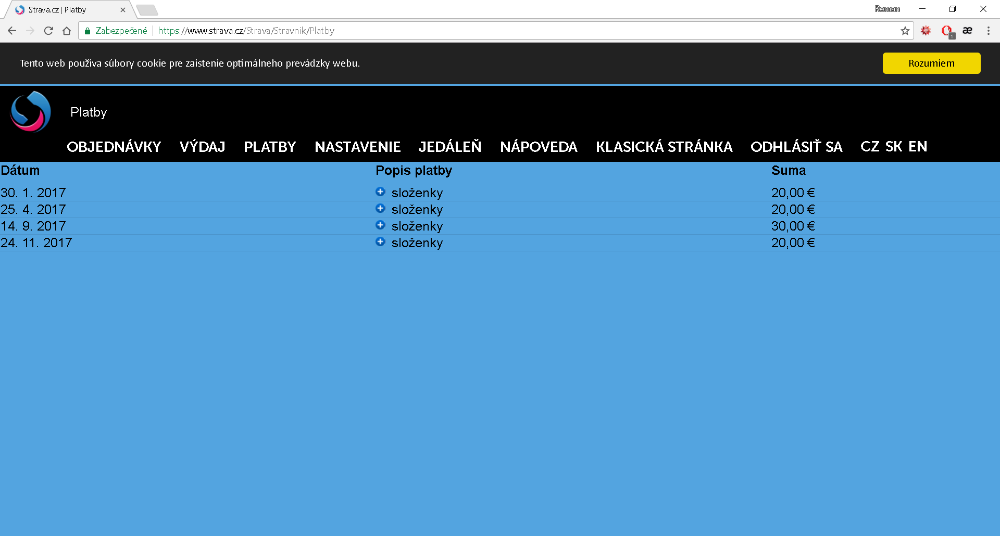 Strava.cz | Platby
Roman
Zabezpečené https://www.strava.cz/Strava/Stravnik/Platby
1
æ
Tento web používa súbory cookie pre zaistenie optimálneho prevádzky webu.
Rozumiem
Platby
OBJEDNÁVKY VÝDAJ PLATBY NASTAVENIE JEDÁLEŇ NÁPOVEDA KLASICKÁ STRÁNKA ODHLÁSIŤ SA CZ SK EN
Dátum Popis platby Suma
30. 1. 2017 složenky 20,00 €
25. 4. 2017 složenky 20,00 €
14. 9. 2017 složenky 30,00 €
24. 11. 2017 složenky 20,00 €